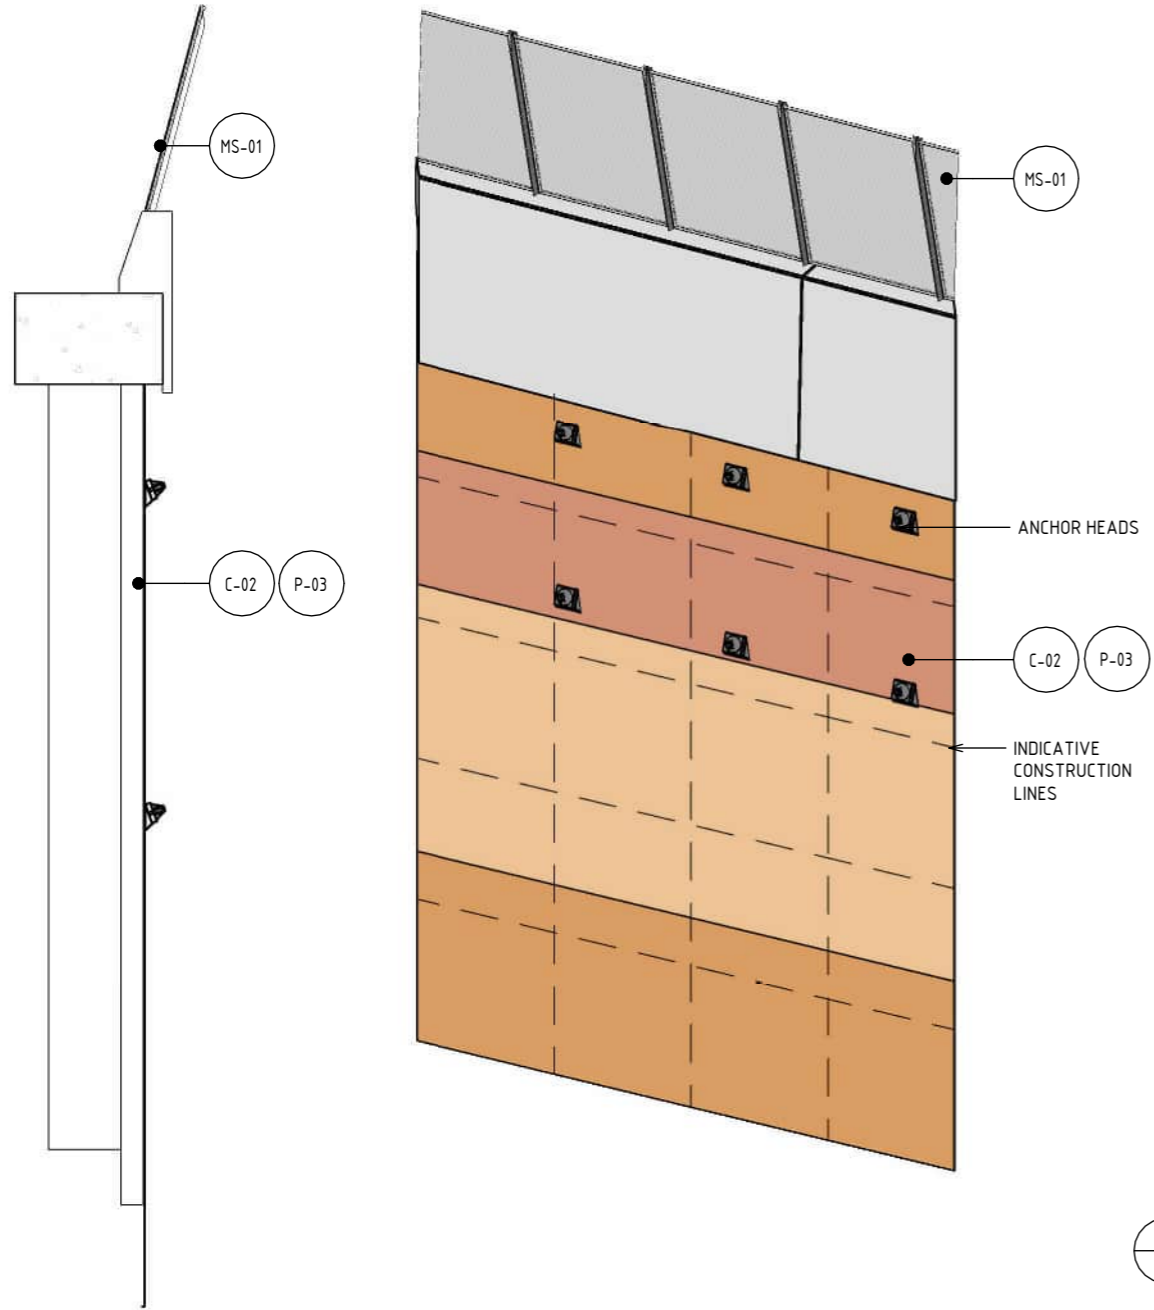 MS-01
MS-01
ANCHOR HEADS
C-02
P-03
C-02
P-03
INDICATIVE
CONSTRUCTION
LINES